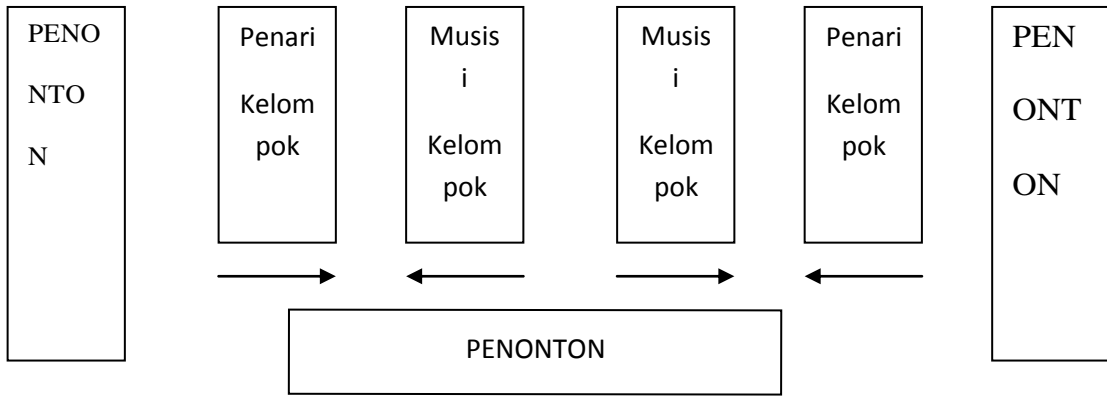 PENO
NTO
N
Penari
Kelom
pok
Musis
i
Kelom
pok
Musis
i
Kelom
pok
Penari
Kelom
pok
PEN
ONT
ON
PENONTON